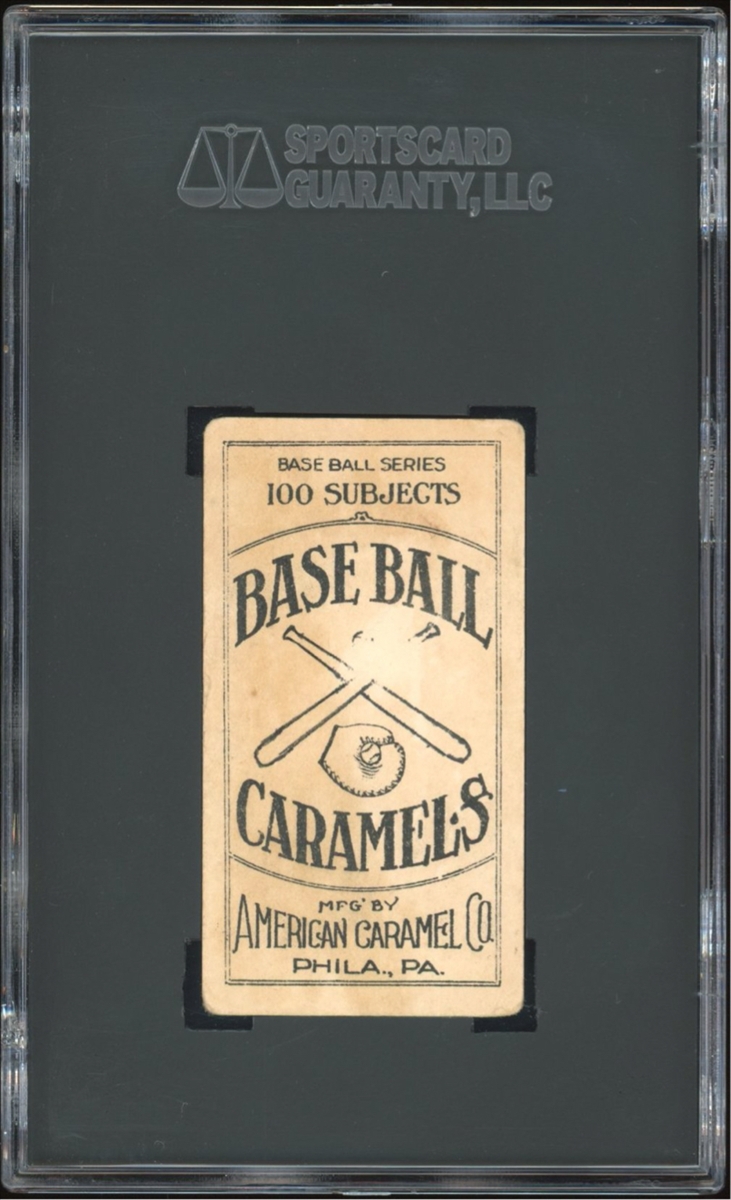 SPORTSCARD
GUARANTY, LLC
BASE BALL SERIES
100 SUBJECTS
BASE BALL
CARAMELS
MFG' BY
AMERICAN CARAMEL CO.
PHILA., PA.